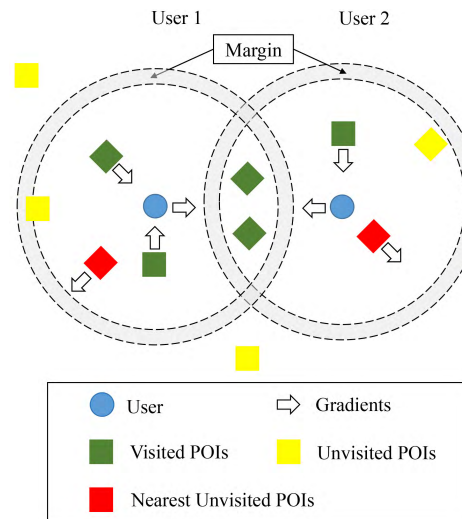 User 1
User 2
Margin
User
Gradients
Visited POIs
Unvisited POIs
Nearest Unvisited POIs